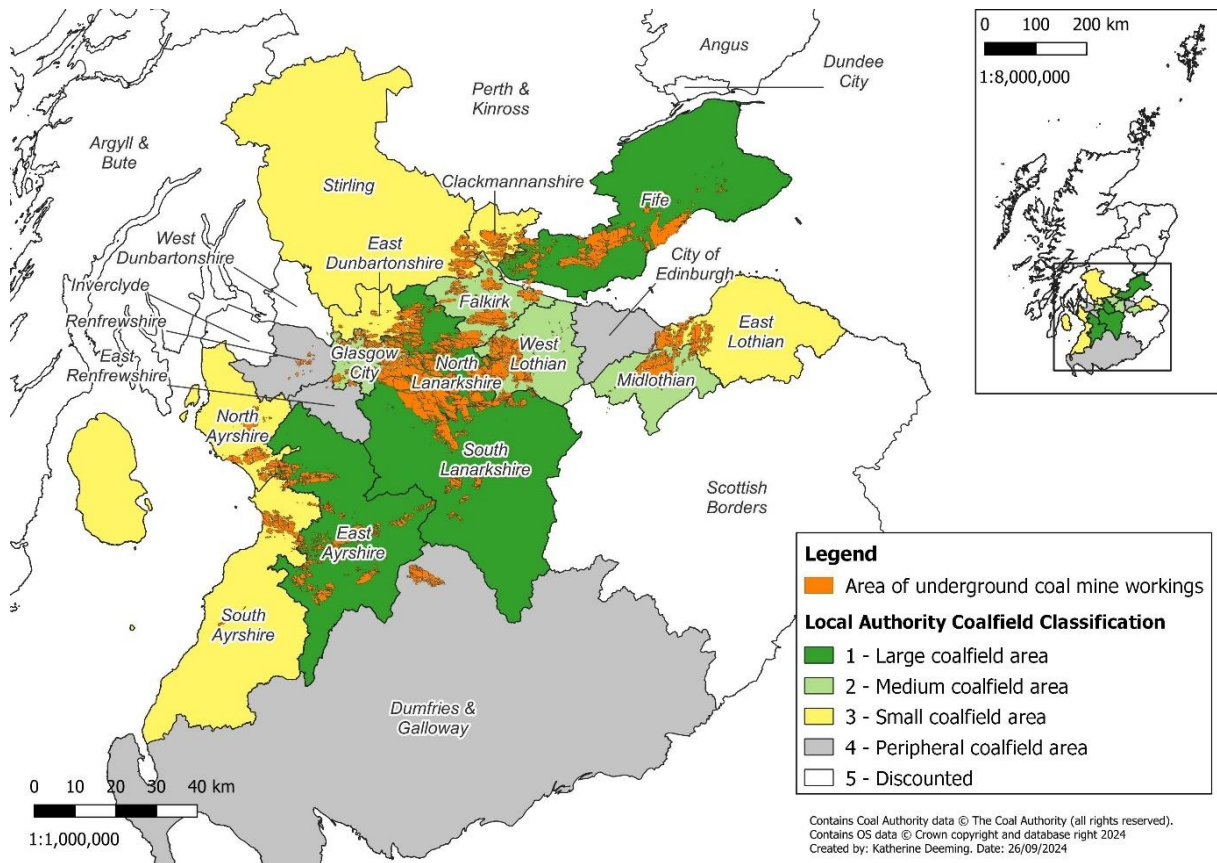 Angus
Dundee
City
Perth &
Kinross
Argyll &
Bute
Stirling
Clackmannanshire
Fife
West
Dunbartonshire
East
Dunbartonshire
City of
Edinburgh
Inverclyde
Renfrewshire
East
Renfrewshire
Falkirk
Glasgow
City
North
Lanarkshire
West
Lothian
East
Lothian
Midlothian
North
Ayrshire
South
Lanarkshire
Scottish
Borders
East
Ayrshire
South
Ayrshire
Dumfries &
Galloway
0 10 20 30 40 km
1:1,000,000
0 100 200 km
1:8,000,000
Legend
Area of underground coal mine workings
Local Authority Coalfield Classification
1 - Large coalfield area
2 - Medium coalfield area
3 - Small coalfield area
4 - Peripheral coalfield area
5 - Discounted
Contains Coal Authority data © The Coal Authority (all rights reserved).
Contains OS data © Crown copyright and database right 2024
Created by: Katherine Deeming. Date: 26/09/2024